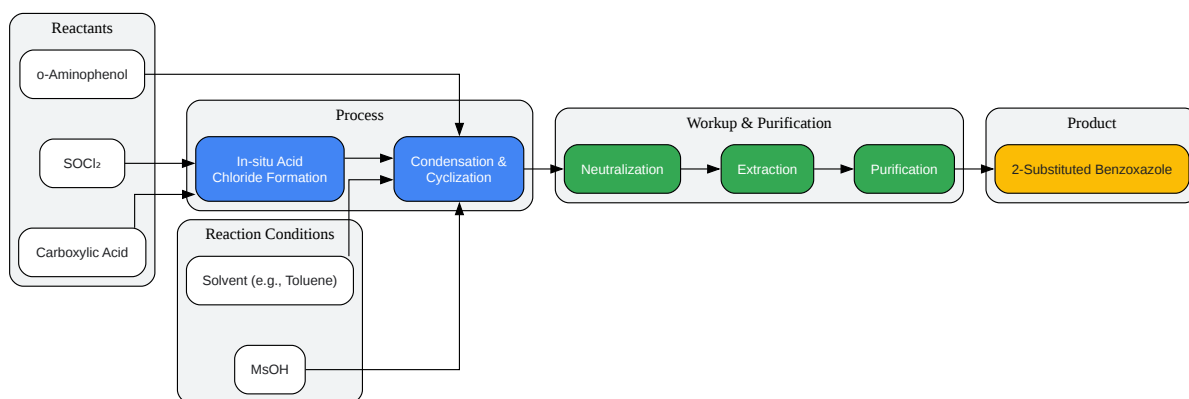 Reactants
o-Aminophenol
SOCl₂
Carboxylic Acid
Process
In-situ Acid
Chloride Formation
Condensation &
Cyclization
Reaction Conditions
Solvent (e.g., Toluene)
MsOH
Workup & Purification
Neutralization
Extraction
Purification
Product
2-Substituted Benzoxazole